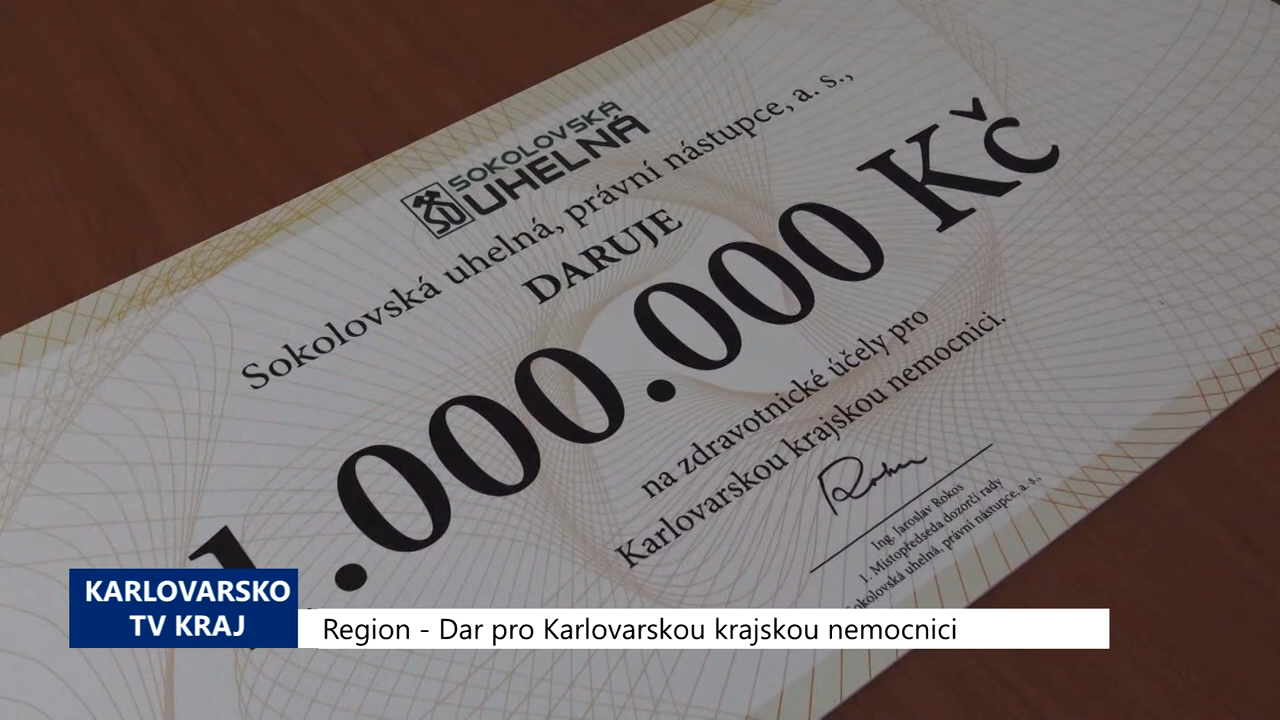 SOKOLOVSKÁ
UHELNÁ
Sokolovská uhelná, právní nástupce, a. s.,
DARUJE
1.000.000 Kč
na zdravotnické účely pro
Karlovarskou krajskou nemocnici.
Ing. Jaroslav Rokos
1. Místopředseda dozorčí rady
Sokolovská uhelná, právní nástupce, a. s.,
KARLOVARSKO
TV KRAJ
Region - Dar pro Karlovarskou krajskou nemocnici